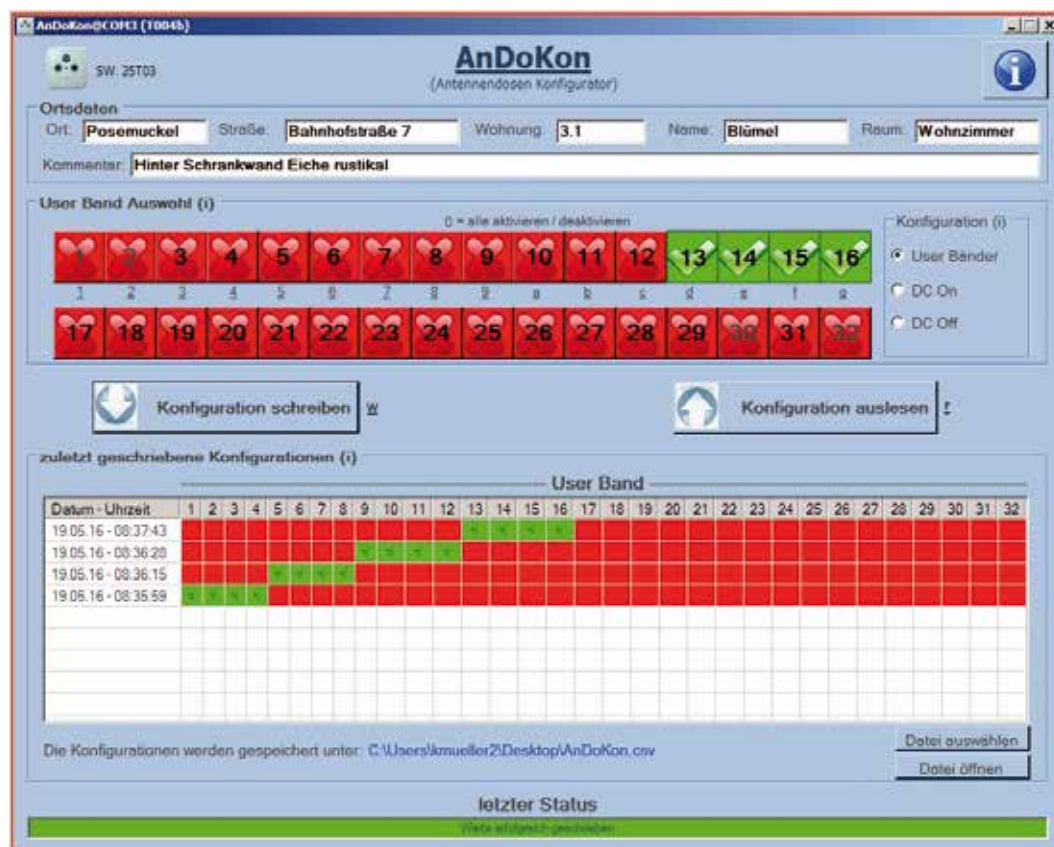 AnDoKon@COM3 (T004b)
SW: 25T03
AnDoKon
(Antennendosen Konfigurator)
Ortsdaten
Ort: Posemuckel Straße: Bahnhofstraße 7 Wohnung: 3.1 Name: Blümel Raum: Wohnzimmer
Kommentar: Hinter Schrankwand Eiche rustikal
User Band Auswahl (i)
0 = alle aktivieren / deaktivieren
Konfiguration (i)
1 2 3 4 5 6 7 8 9 10 11 12 13 14 15 16
User Bänder
1 2 3 4 5 6 7 8 9 a b c d e f g
DC On
17 18 19 20 21 22 23 24 25 26 27 28 29 30 31 32
DC Off
Konfiguration schreiben w
Konfiguration auslesen r
zuletzt geschriebene Konfigurationen (i)
User Band
Datum - Uhrzeit 1 2 3 4 5 6 7 8 9 10 11 12 13 14 15 16 17 18 19 20 21 22 23 24 25 26 27 28 29 30 31 32
19.05.16 - 08:37:43
19.05.16 - 08:36:28
19.05.16 - 08:36:15
19.05.16 - 08:35:59
Die Konfigurationen werden gespeichert unter: C:\Users\kmueller2\Desktop\AnDoKon.csv
Datei auswählen
Datei öffnen
letzter Status
Werte erfolgreich geschrieben